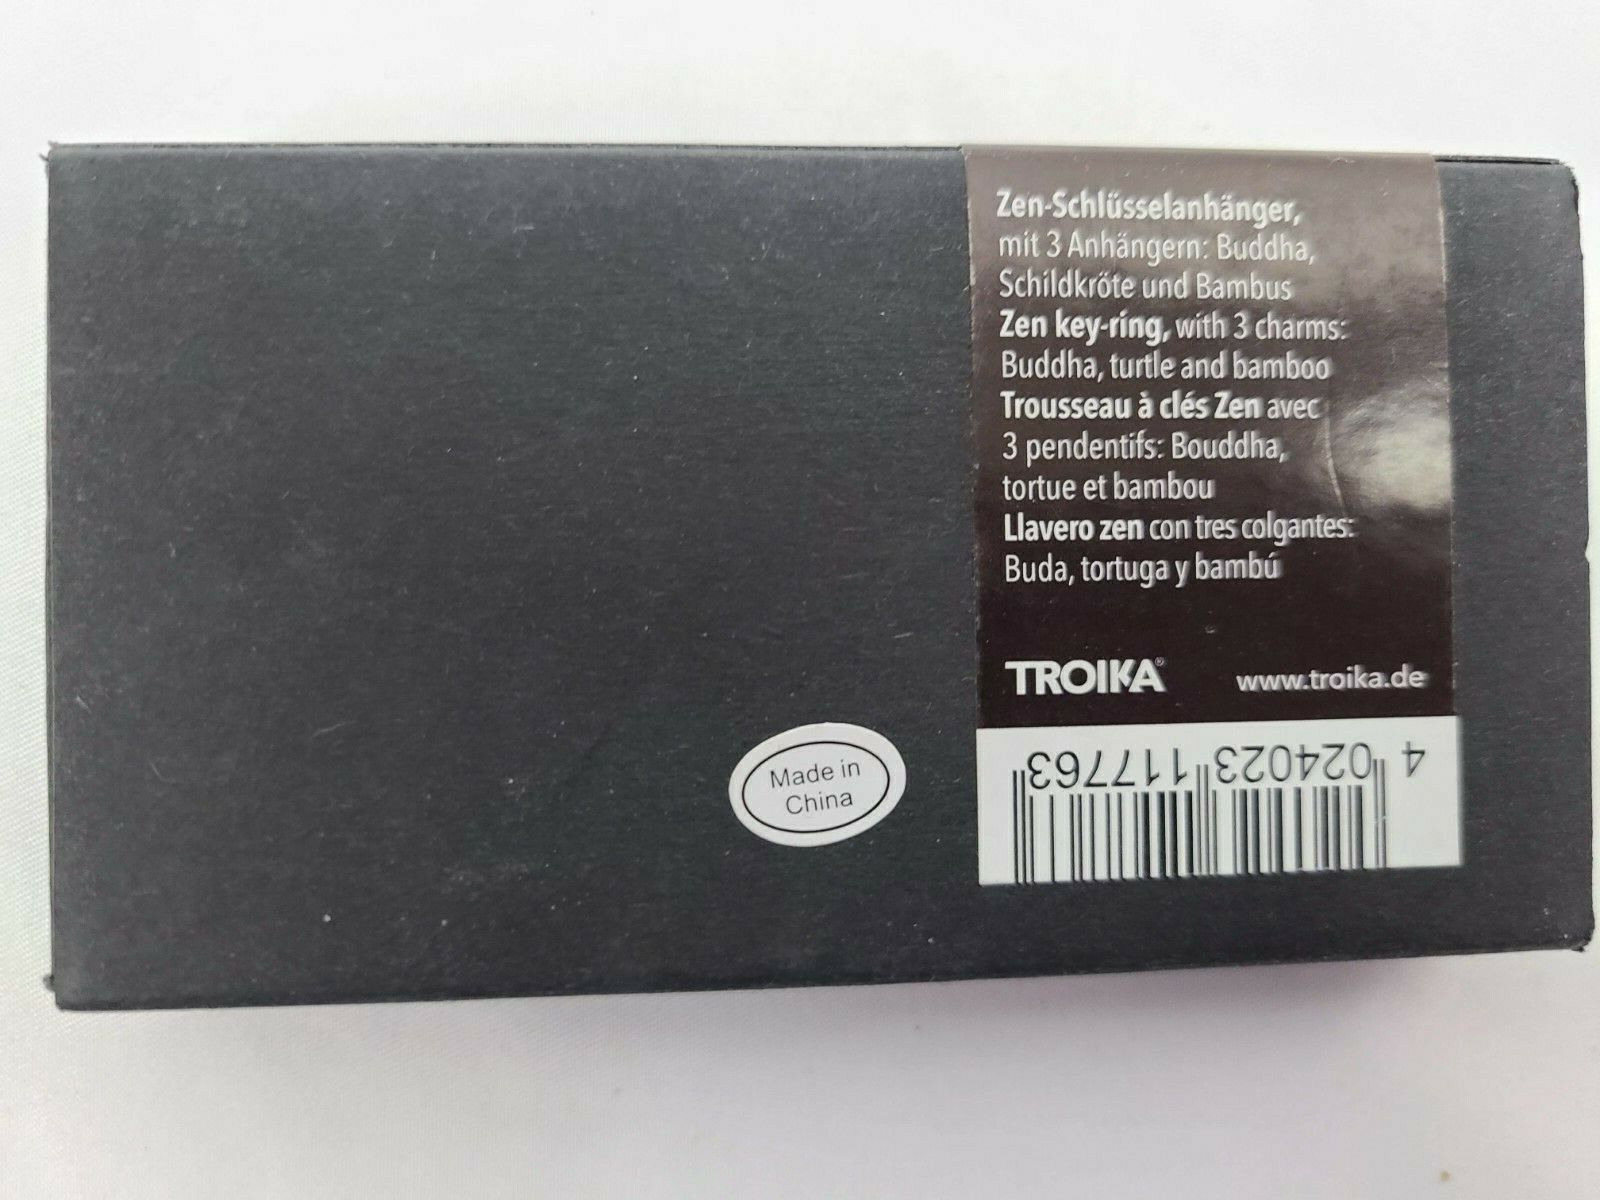 Zen-Schlüsselanhänger,
mit 3 Anhängern: Buddha,
Schildkröte und Bambus
Zen key-ring, with 3 charms:
Buddha, turtle and bamboo
Trousseau à clés Zen avec
3 pendentifs: Bouddha,
tortue et bambou
Llavero zen con tres colgantes:
Buda, tortuga y bambú
TROIKA®
www.troika.de
4 024023 117763
Made in
China